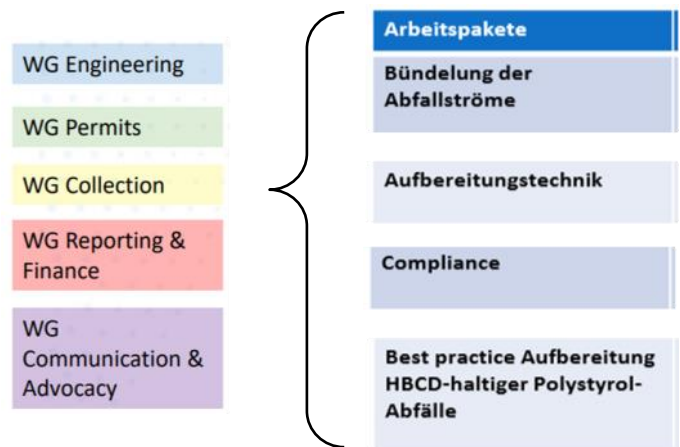 WG Engineering
WG Permits
WG Collection
WG Reporting &
Finance
WG
Communication &
Advocacy
Arbeitspakete
Bündelung der
Abfallströme
Aufbereitungstechnik
Compliance
Best practice Aufbereitung
HBCD-haltiger Polystyrol-
Abfälle